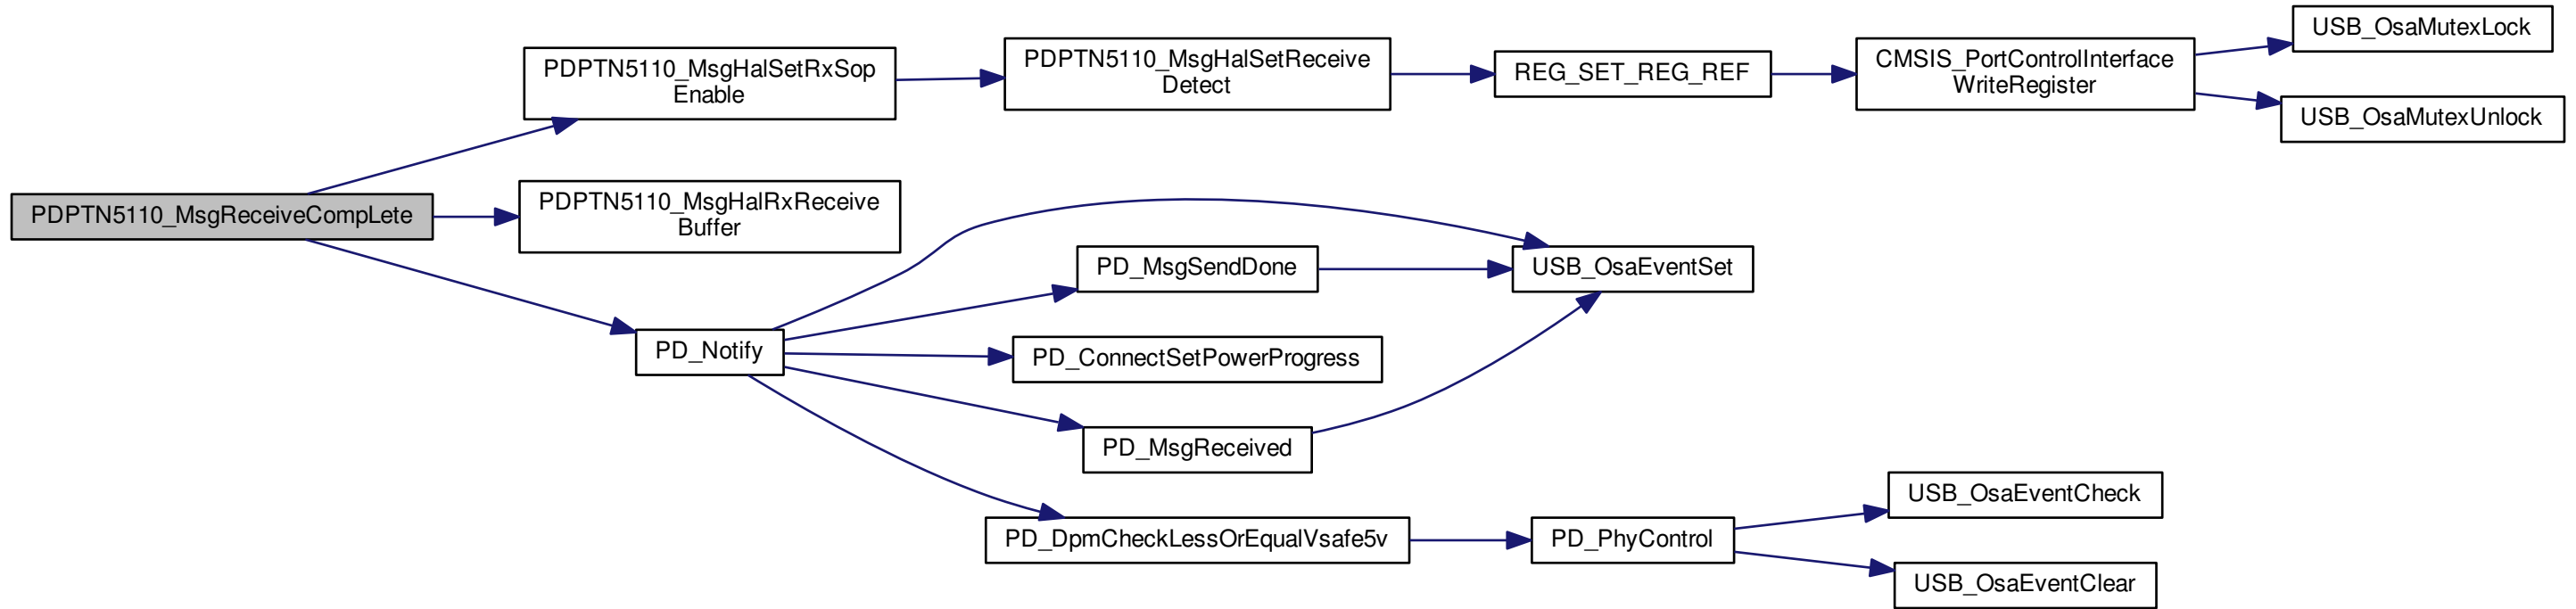 PDPTN5110_MsgReceiveCompLete
PDPTN5110_MsgHalSetRxSop
Enable
PDPTN5110_MsgHalSetReceive
Detect
REG_SET_REG_REF
CMSIS_PortControlInterface
WriteRegister
USB_OsaMutexLock
USB_OsaMutexUnlock
PDPTN5110_MsgHalRxReceive
Buffer
PD_Notify
USB_OsaEventSet
PD_MsgSendDone
PD_ConnectSetPowerProgress
PD_MsgReceived
PD_DpmCheckLessOrEqualVsafe5v
PD_PhyControl
USB_OsaEventCheck
USB_OsaEventClear